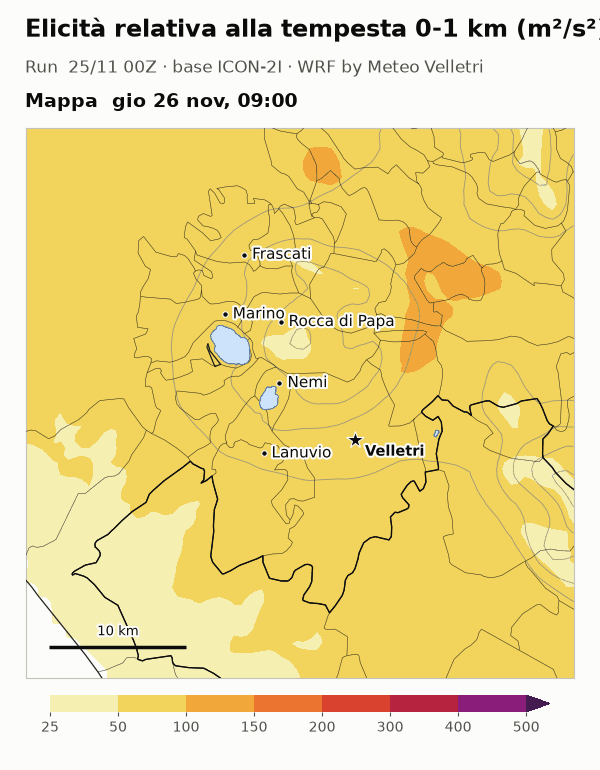 Elicità relativa alla tempesta 0-1 km (m²/s²)
Run  25/11 00Z · base ICON-2I · WRF by Meteo Velletri
Mappa  gio 26 nov, 09:00
Frascati
Marino
Rocca di Papa
Nemi
Velletri
Lanuvio
10 km
25 50 100 150 200 300 400 500